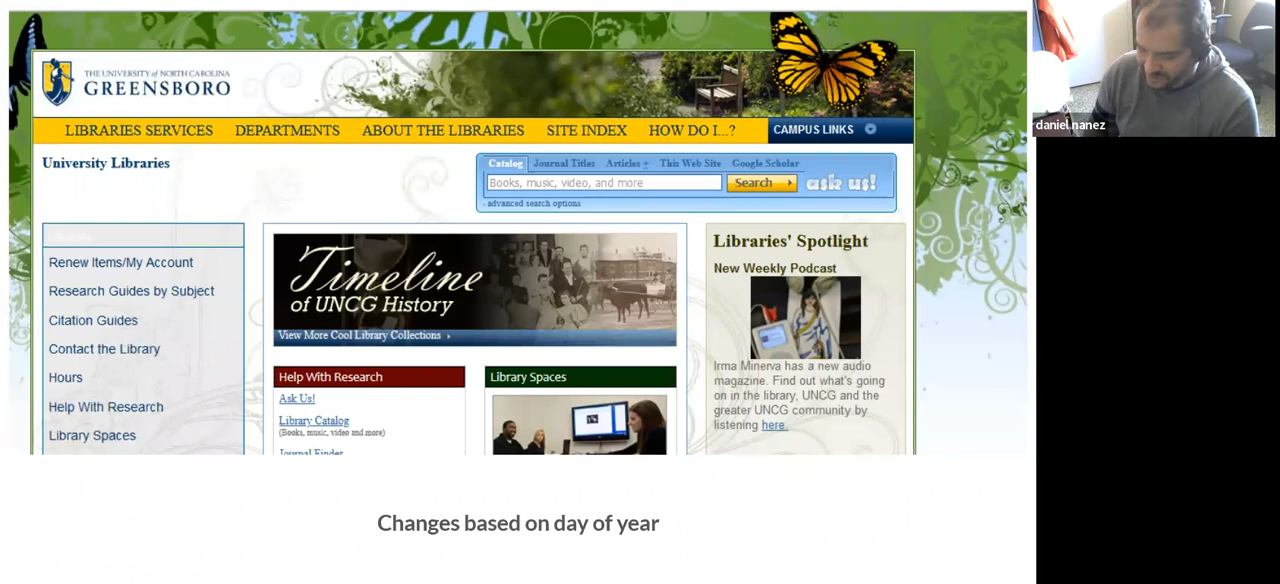 THE UNIVERSITY of NORTH CAROLINA
GREENSBORO
LIBRARIES SERVICES DEPARTMENTS ABOUT THE LIBRARIES SITE INDEX HOW DO I...? CAMPUS LINKS
University Libraries
Catalog Journal Titles Articles + This Web Site Google Scholar
Books, music, video, and more Search ask us!
advanced search options
Renew Items/My Account
Research Guides by Subject
Citation Guides
Contact the Library
Hours
Help With Research
Library Spaces
Timeline
of UNCG History
View More Cool Library Collections
Help With Research
Ask Us!
Library Catalog
(Books, music, video and more)
Journal Finder
Library Spaces
Libraries' Spotlight
New Weekly Podcast
Irma Minerva has a new audio
magazine. Find out what's going
on in the library, UNCG and the
greater UNCG community by
listening here.
Changes based on day of year
daniel nanez